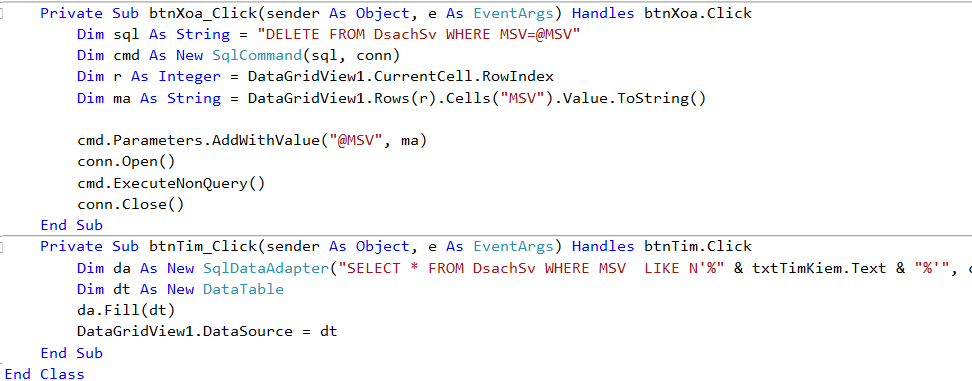 Private Sub btnXoa_Click(sender As Object, e As EventArgs) Handles btnXoa.Click
Dim sql As String = "DELETE FROM DsachSv WHERE MSV=@MSV"
Dim cmd As New SqlCommand(sql, conn)
Dim r As Integer = DataGridView1.CurrentCell.RowIndex
Dim ma As String = DataGridView1.Rows(r).Cells("MSV").Value.ToString()
cmd.Parameters.AddWithValue("@MSV", ma)
conn.Open()
cmd.ExecuteNonQuery()
conn.Close()
End Sub
Private Sub btnTim_Click(sender As Object, e As EventArgs) Handles btnTim.Click
Dim da As New SqlDataAdapter("SELECT * FROM DsachSv WHERE MSV  LIKE N'%" & txtTimKiem.Text & "%'",
Dim dt As New DataTable
da.Fill(dt)
DataGridView1.DataSource = dt
End Sub
End Class